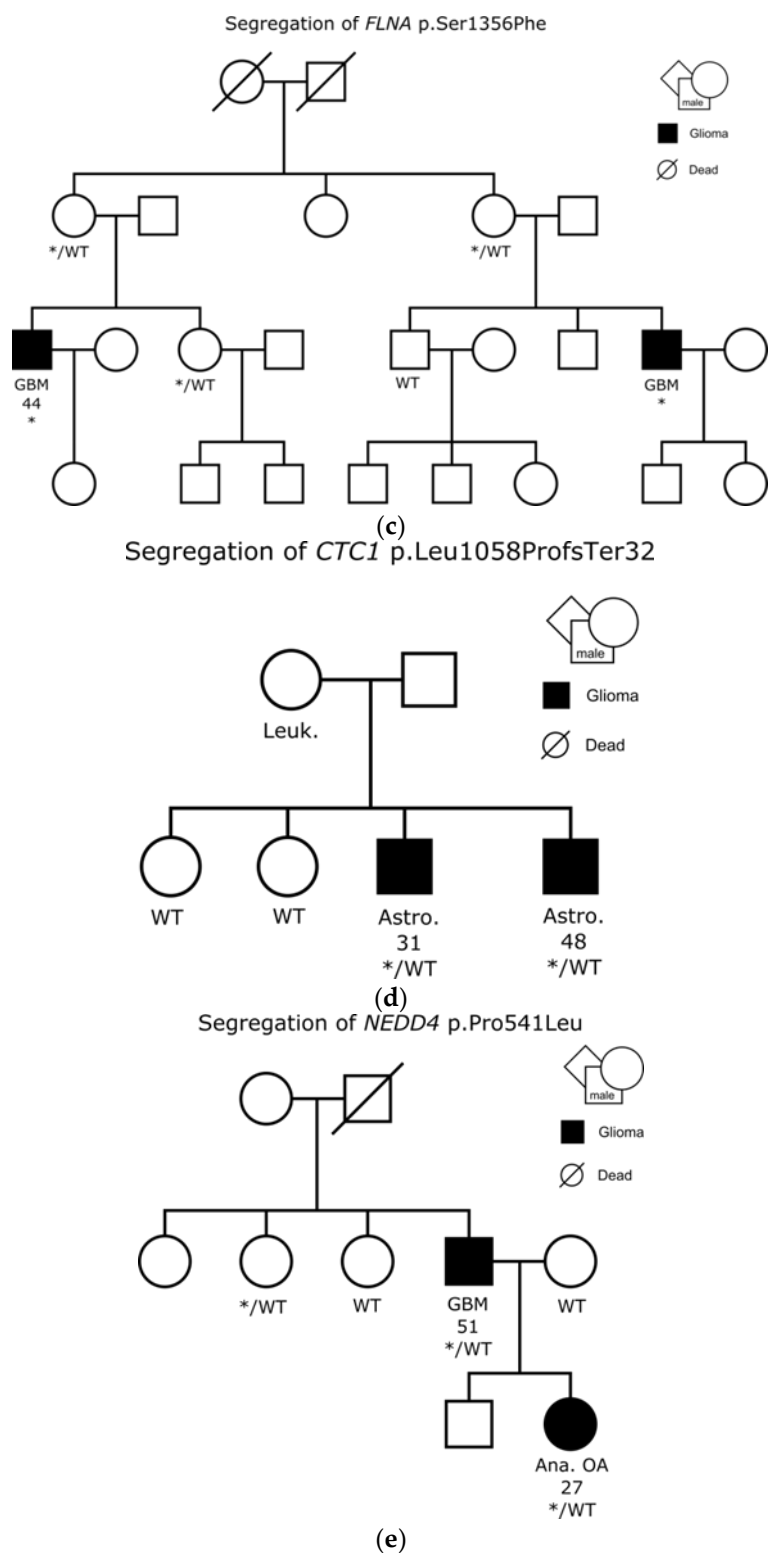 Segregation of FLNA p.Ser1356Phe
male
Glioma
Dead
*/WT
*/WT
GBM
44
*
*/WT
WT
GBM
*
(c)
Segregation of CTC1 p.Leu1058ProfsTer32
male
Glioma
Dead
Leuk.
WT
WT
Astro.
31
*/WT
Astro.
48
*/WT
(d)
Segregation of NEDD4 p.Pro541Leu
male
Glioma
Dead
*/WT
WT
GBM
51
*/WT
WT
Ana. OA
27
*/WT
(e)